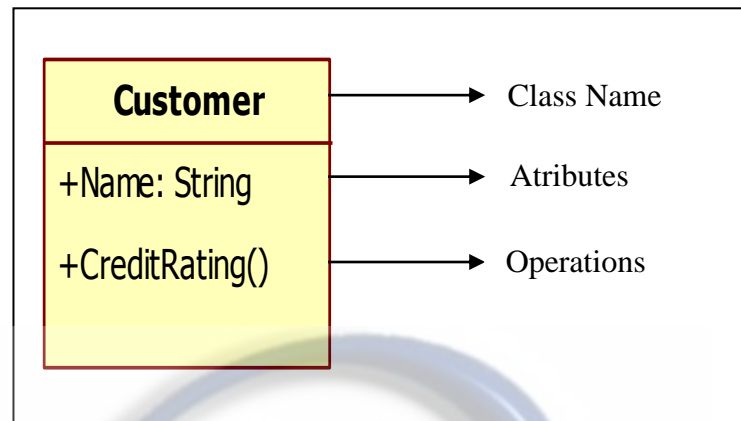 Customer
Class Name
+Name: String
Atributes
+CreditRating()
Operations